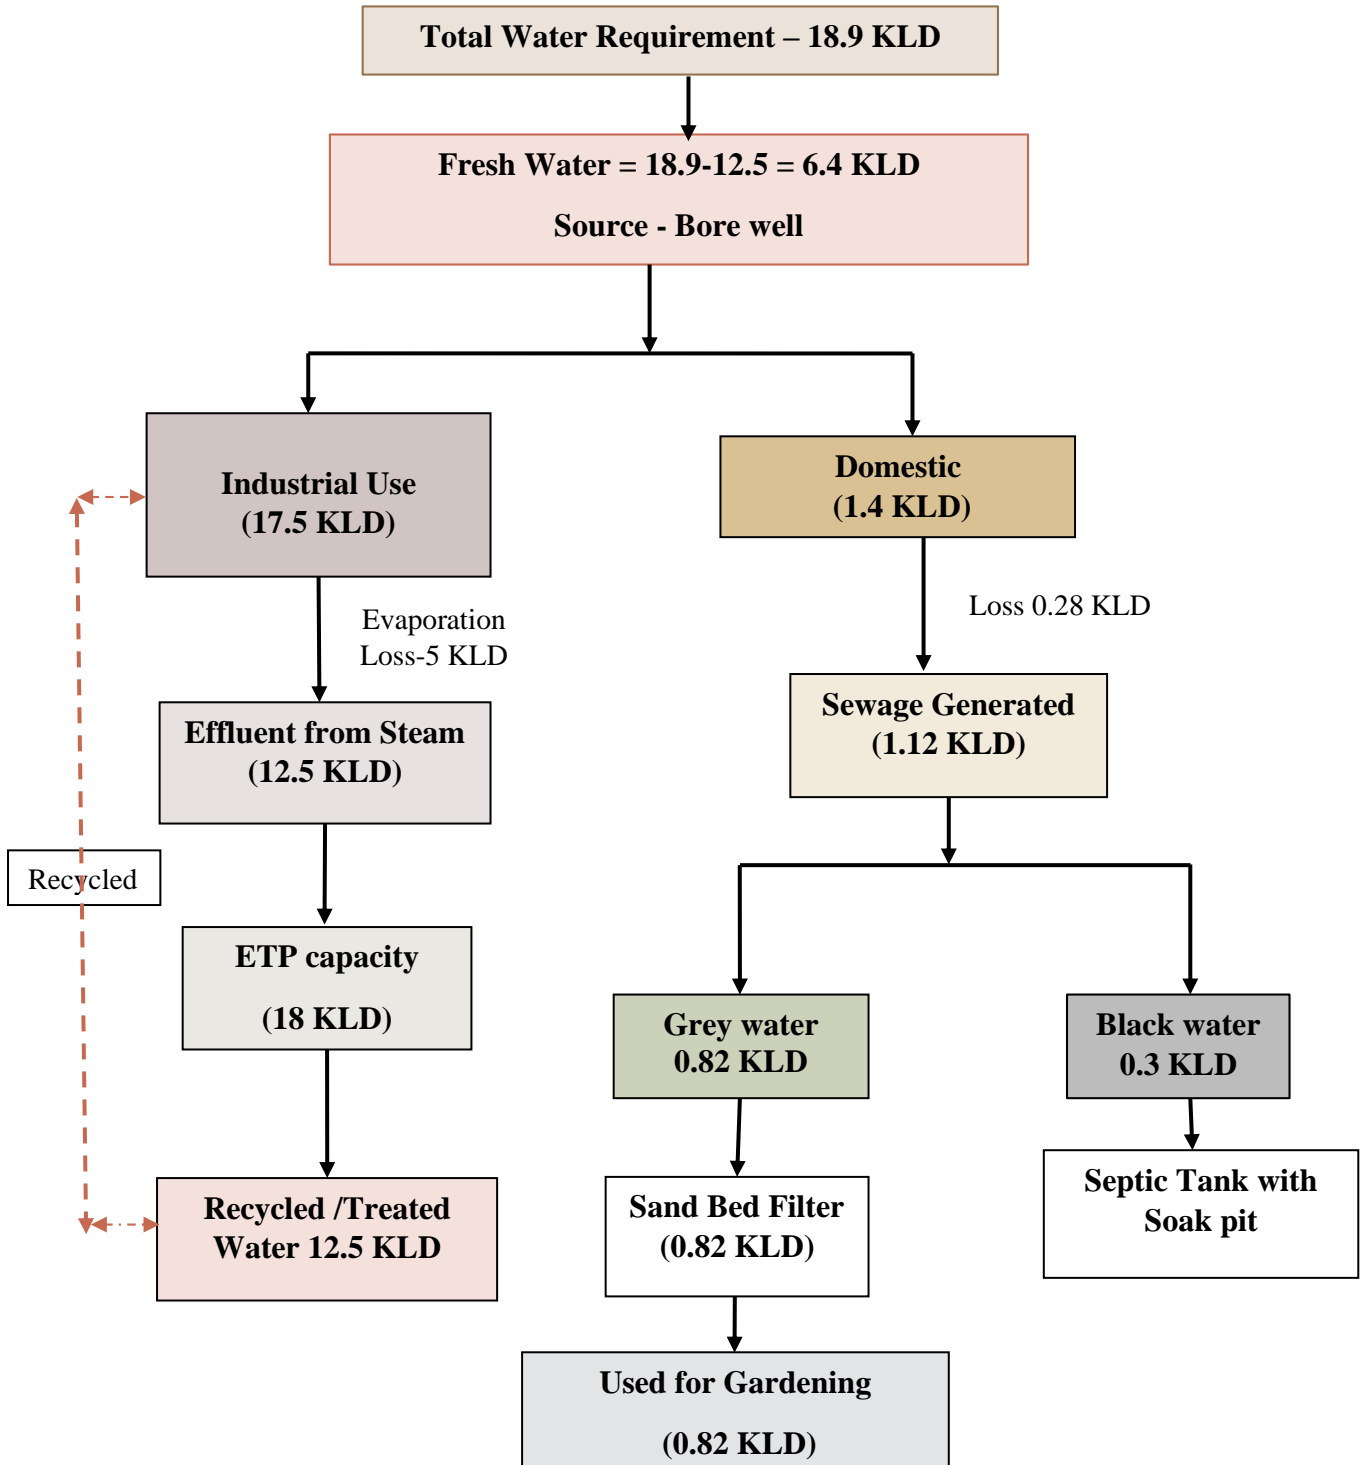 Total Water Requirement – 18.9 KLD
Fresh Water = 18.9-12.5 = 6.4 KLD
Source - Bore well
Industrial Use
(17.5 KLD)
Domestic
(1.4 KLD)
Evaporation
Loss-5 KLD
Loss 0.28 KLD
Effluent from Steam
(12.5 KLD)
Sewage Generated
(1.12 KLD)
Recycled
ETP capacity
(18 KLD)
Grey water
0.82 KLD
Black water
0.3 KLD
Recycled /Treated
Water 12.5 KLD
Sand Bed Filter
(0.82 KLD)
Septic Tank with
Soak pit
Used for Gardening
(0.82 KLD)